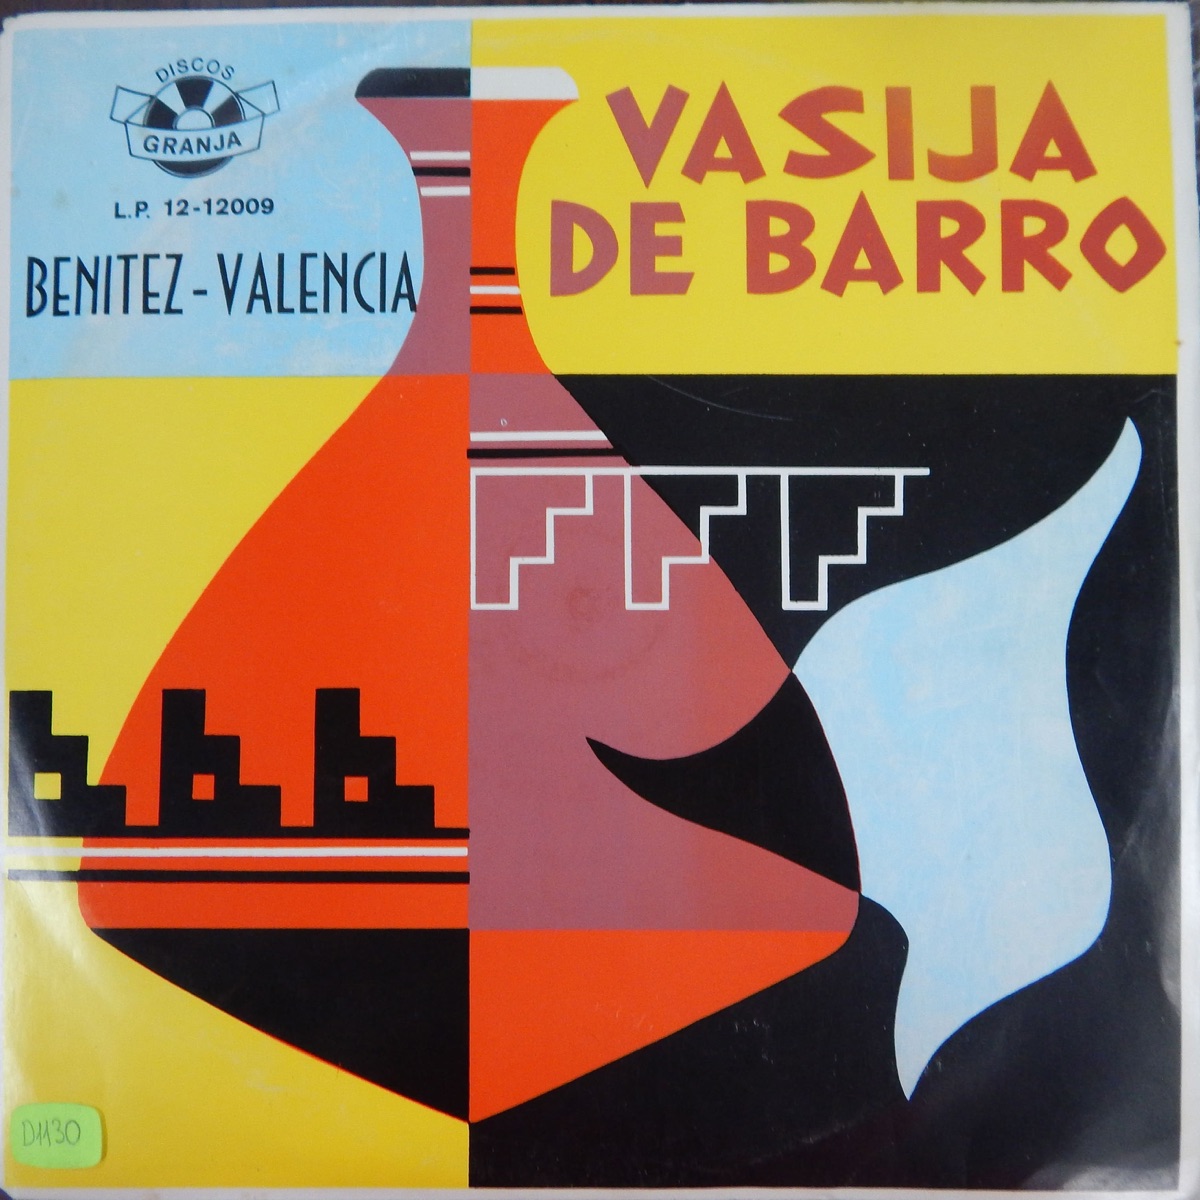 DISCOS
GRANJA
L.P. 12-12009
BENITEZ-VALENCIA
VASIJA
DE BARRO
D1130